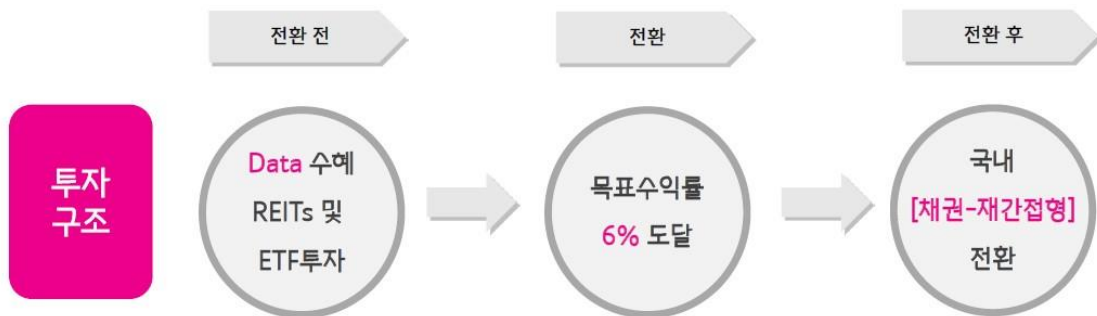 전환 전
전환
전환 후
투자
구조
Data 수혜
REITs 및
ETF투자
목표수익률
6% 도달
국내
[채권-재간접형]
전환